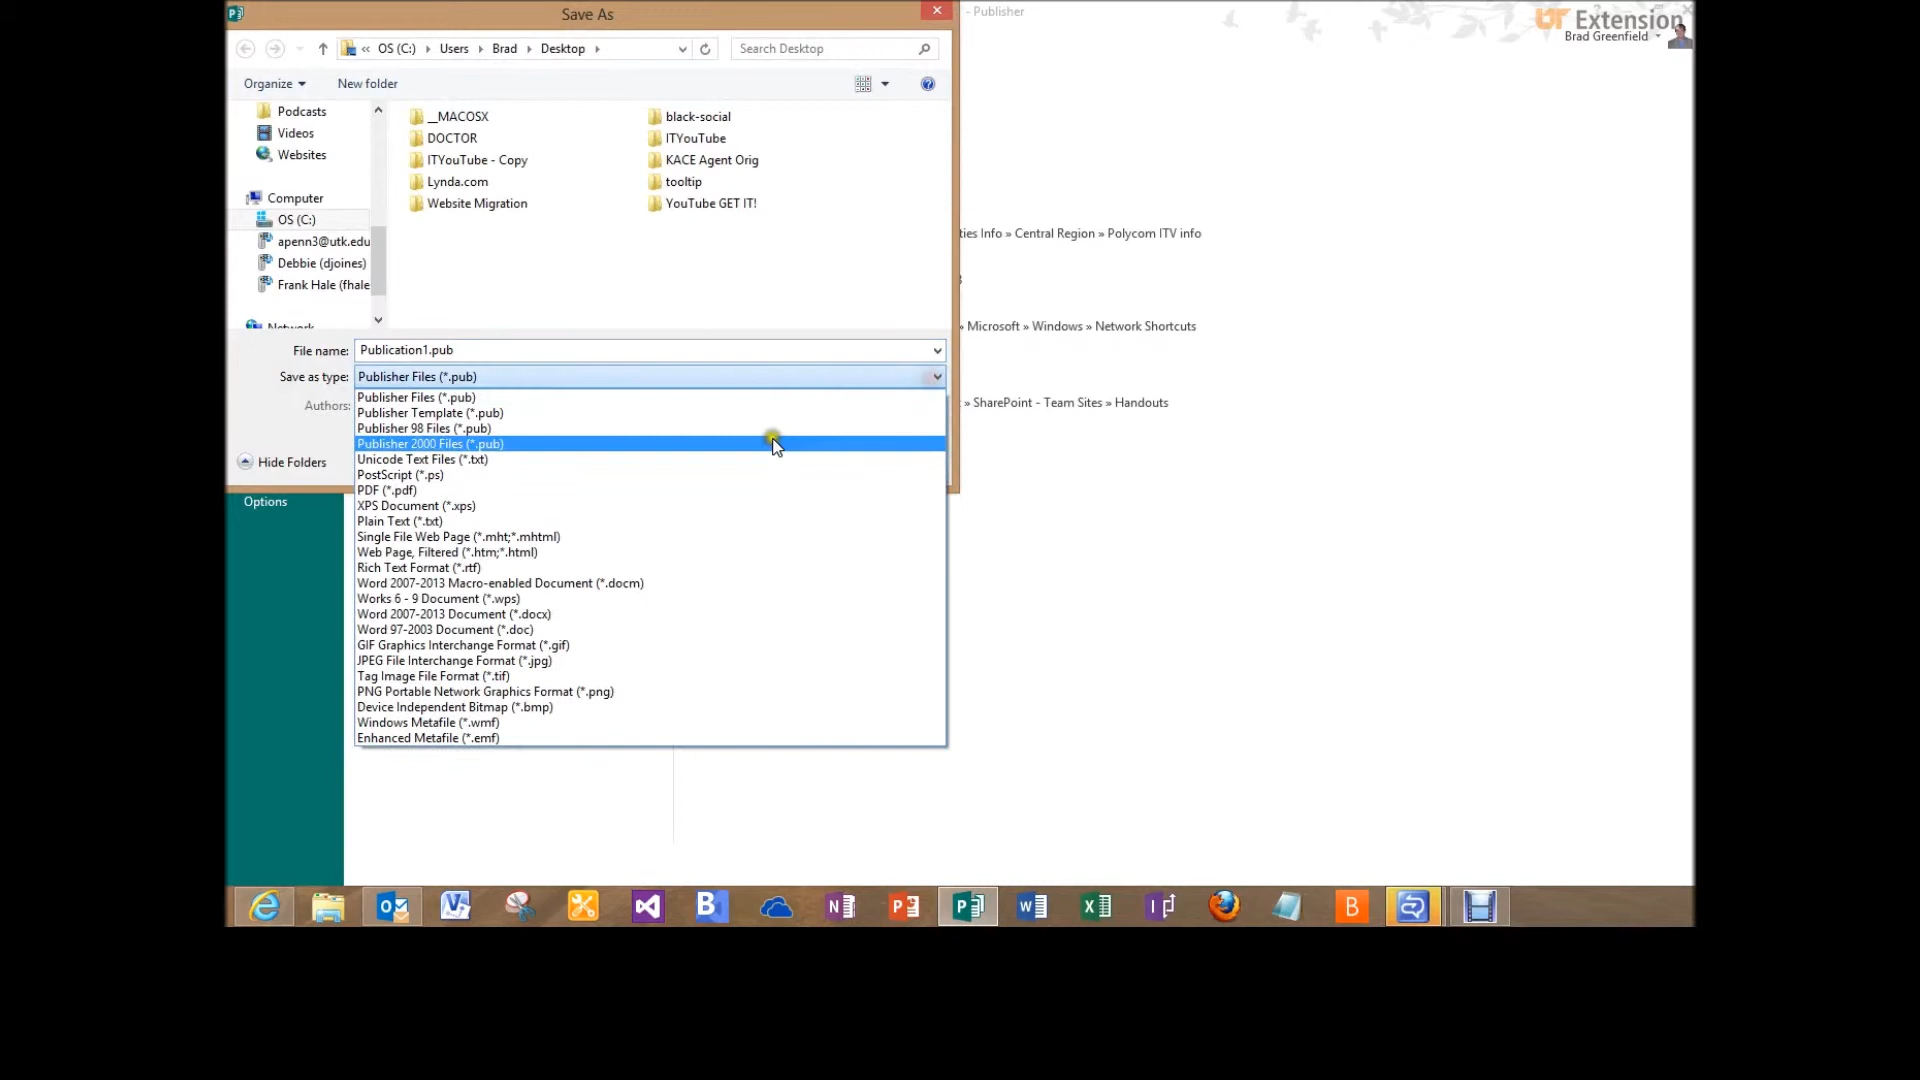 Save As
- Publisher
UT Extension
Brad Greenfield
« OS (C:) Users Brad Desktop
Search Desktop
Organize
New folder
Podcasts
Videos
Websites
Computer
OS (C:)
apenn3@utk.edu
Debbie (djoines)
Frank Hale (fhale
Network
__MACOSX
black-social
DOCTOR
ITYouTube
ITYouTube - Copy
KACE Agent Orig
Lynda.com
tooltip
Website Migration
YouTube GET IT!
ties Info » Central Region » Polycom ITV info
» Microsoft » Windows » Network Shortcuts
» SharePoint - Team Sites » Handouts
File name: Publication1.pub
Save as type: Publisher Files (*.pub)
Authors:
Publisher Files (*.pub)
Publisher Template (*.pub)
Publisher 98 Files (*.pub)
Publisher 2000 Files (*.pub)
Unicode Text Files (*.txt)
PostScript (*.ps)
PDF (*.pdf)
XPS Document (*.xps)
Plain Text (*.txt)
Single File Web Page (*.mht;*.mhtml)
Web Page, Filtered (*.htm;*.html)
Rich Text Format (*.rtf)
Word 2007-2013 Macro-enabled Document (*.docm)
Works 6 - 9 Document (*.wps)
Word 2007-2013 Document (*.docx)
Word 97-2003 Document (*.doc)
GIF Graphics Interchange Format (*.gif)
JPEG File Interchange Format (*.jpg)
Tag Image File Format (*.tif)
PNG Portable Network Graphics Format (*.png)
Device Independent Bitmap (*.bmp)
Windows Metafile (*.wmf)
Enhanced Metafile (*.emf)
Hide Folders
Options